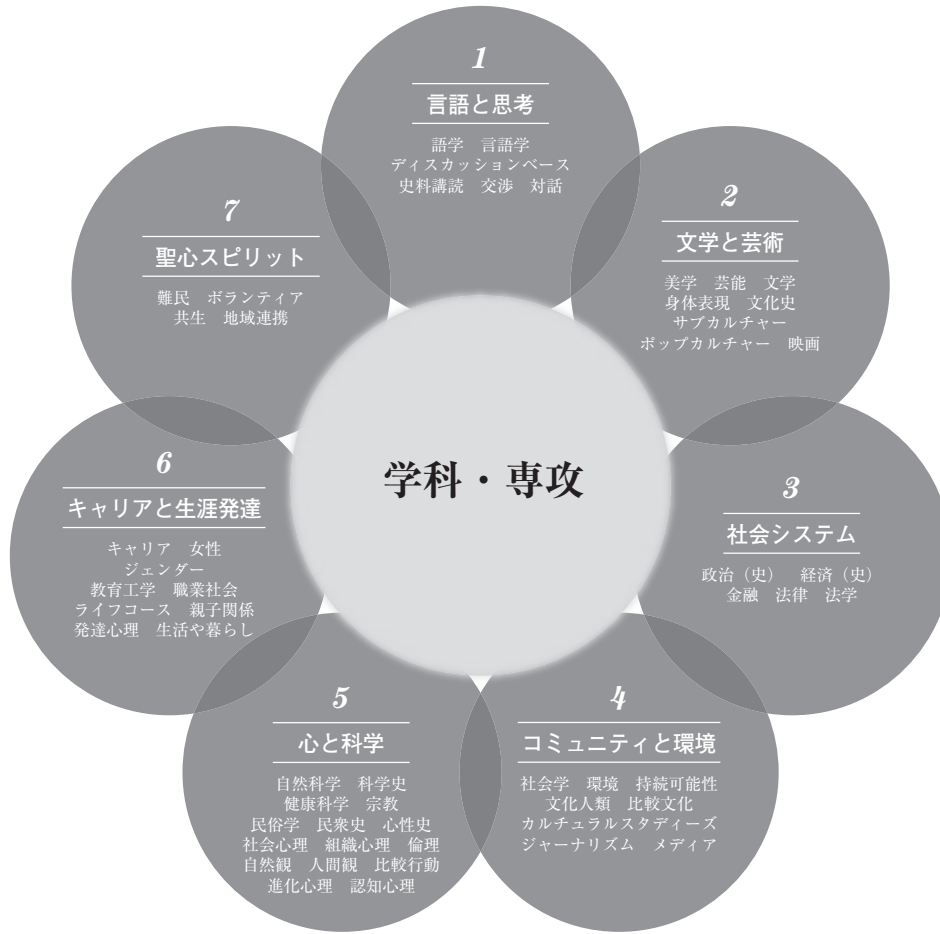 1
言語と思考
語学　言語学
ディスカッションベース
史料講読　交渉　対話
2
文学と芸術
美学　芸能　文学
身体表現　文化史
サブカルチャー
ポップカルチャー　映画
3
社会システム
政治（史）　経済（史）
金融　法律　法学
4
コミュニティと環境
社会学　環境　持続可能性
文化人類　比較文化
カルチュラルスタディーズ
ジャーナリズム　メディア
5
心と科学
自然科学　科学史
健康科学　宗教
民俗学　民衆史　心性史
社会心理　組織心理　倫理
自然観　人間観　比較行動
進化心理　認知心理
6
キャリアと生涯発達
キャリア　女性
ジェンダー
教育工学　職業社会
ライフコース　親子関係
発達心理　生活や暮らし
7
聖心スピリット
難民　ボランティア
共生　地域連携
学科・専攻